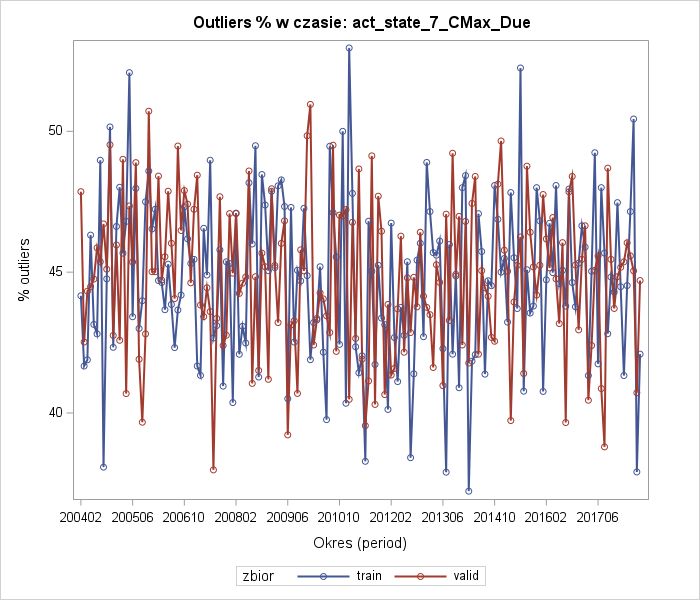 Outliers % w czasie: act_state_7_CMax_Due
% outliers
50
45
40
200402 200506 200610 200802 200906 201010 201202 201306 201410 201602 201706
Okres (period)
zbior train valid